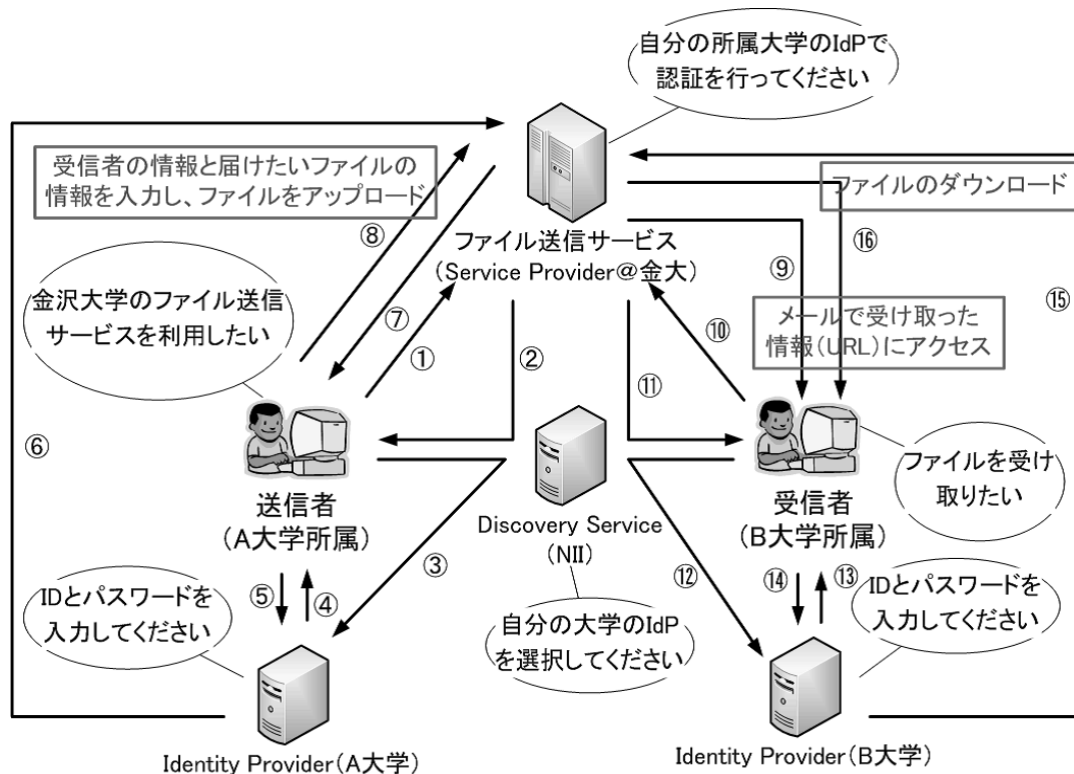 自分の所属大学のIdPで
認証を行ってください
受信者の情報と届けたいファイルの
情報を入力し、ファイルをアップロード
ファイルのダウンロード
⑧
ファイル送信サービス
(Service Provider@金大)
⑯
⑨
金沢大学のファイル送信
サービスを利用したい
⑦
①
②
⑩
⑪
メールで受け取った
情報(URL)にアクセス
⑮
⑥
送信者
(A大学所属)
Discovery Service
(NII)
受信者
(B大学所属)
ファイルを受け
取りたい
③
⑫
IDとパスワードを
入力してください
⑤
④
自分の大学のIdP
を選択してください
⑭
⑬
IDとパスワードを
入力してください
Identity Provider(A大学)
Identity Provider(B大学)